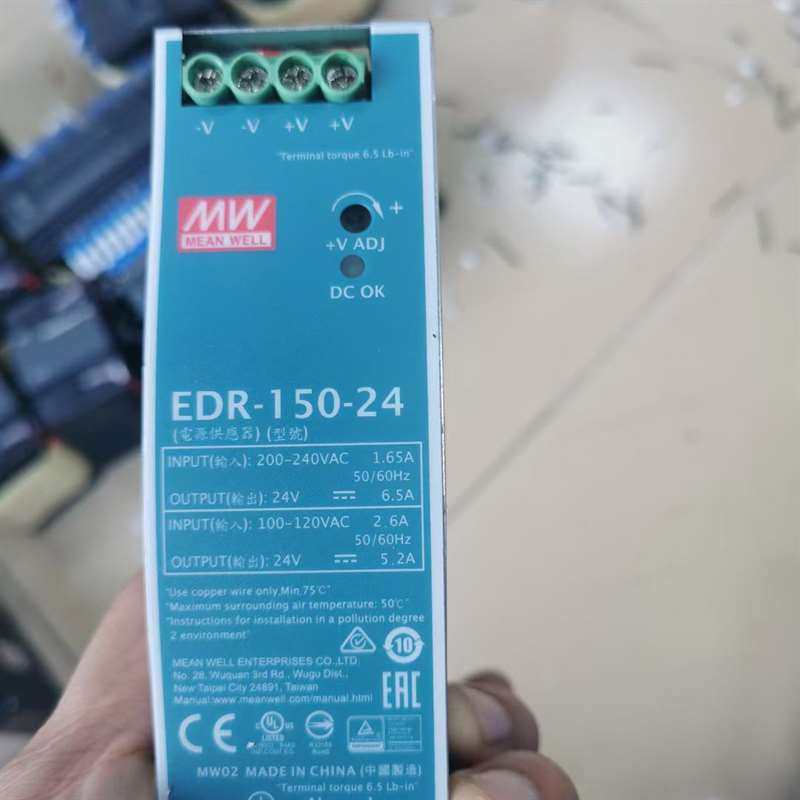 -V -V +V +V
"Terminal torque 6.5 Lb-in"
MW
MEAN WELL
+
+V ADJ
DC OK
EDR-150-24
(電源供應器) (型號)
INPUT(輸入): 200-240VAC 1.65A
50/60Hz
OUTPUT(輸出): 24V 6.5A
INPUT(輸入): 100-120VAC 2.6A
50/60Hz
OUTPUT(輸出): 24V 5.2A
"Use copper wire only,Min.75℃"
"Maximum surrounding air temperature: 50℃"
"Instructions for installation in a pollution degree
2 environment"
10
MEAN WELL ENTERPRISES CO.,LTD.
No. 28, Wuquan 3rd Rd., Wugu Dist.,
New Taipei City 24891, Taiwan
Manual:www.meanwell.com/manual.html
EAC
CE
c UL US
LISTED
MW02 MADE IN CHINA (中國製造)
"Terminal torque 6.5 Lb-in"